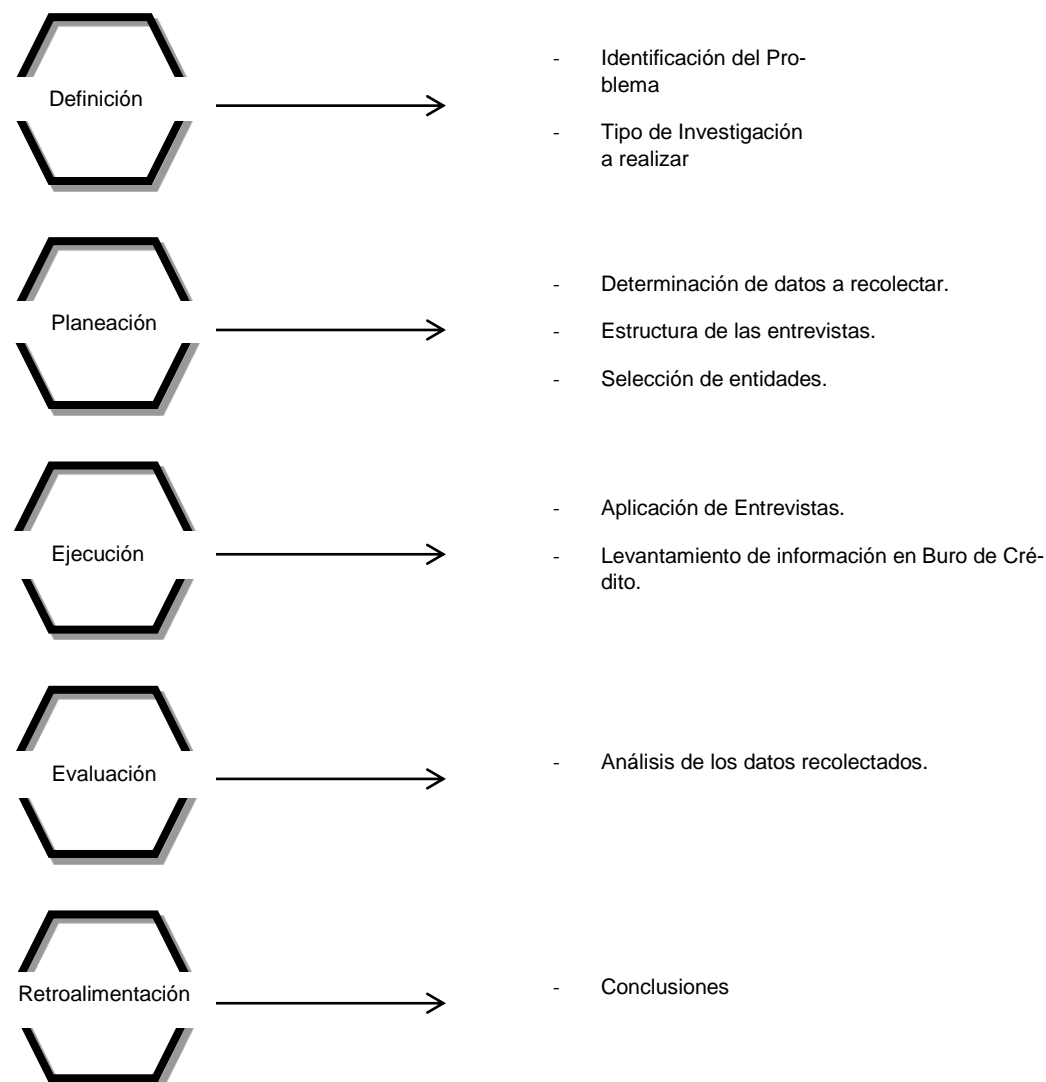 Definición
- Identificación del Pro-
blema
- Tipo de Investigación
a realizar
Planeación
- Determinación de datos a recolectar.
- Estructura de las entrevistas.
- Selección de entidades.
Ejecución
- Aplicación de Entrevistas.
- Levantamiento de información en Buro de Cré-
dito.
Evaluación
- Análisis de los datos recolectados.
Retroalimentación
- Conclusiones